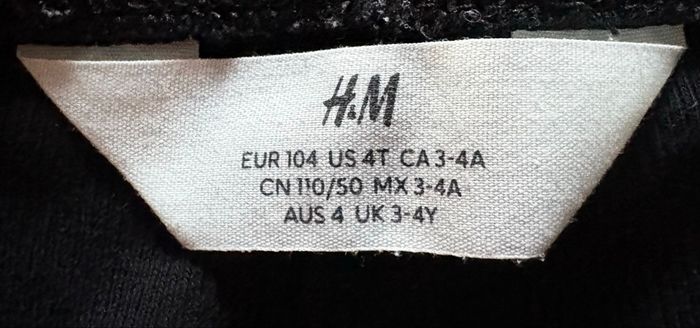 H&M
EUR 104 US 4T CA 3-4A
CN 110/50 MX 3-4A
AUS 4 UK 3-4Y